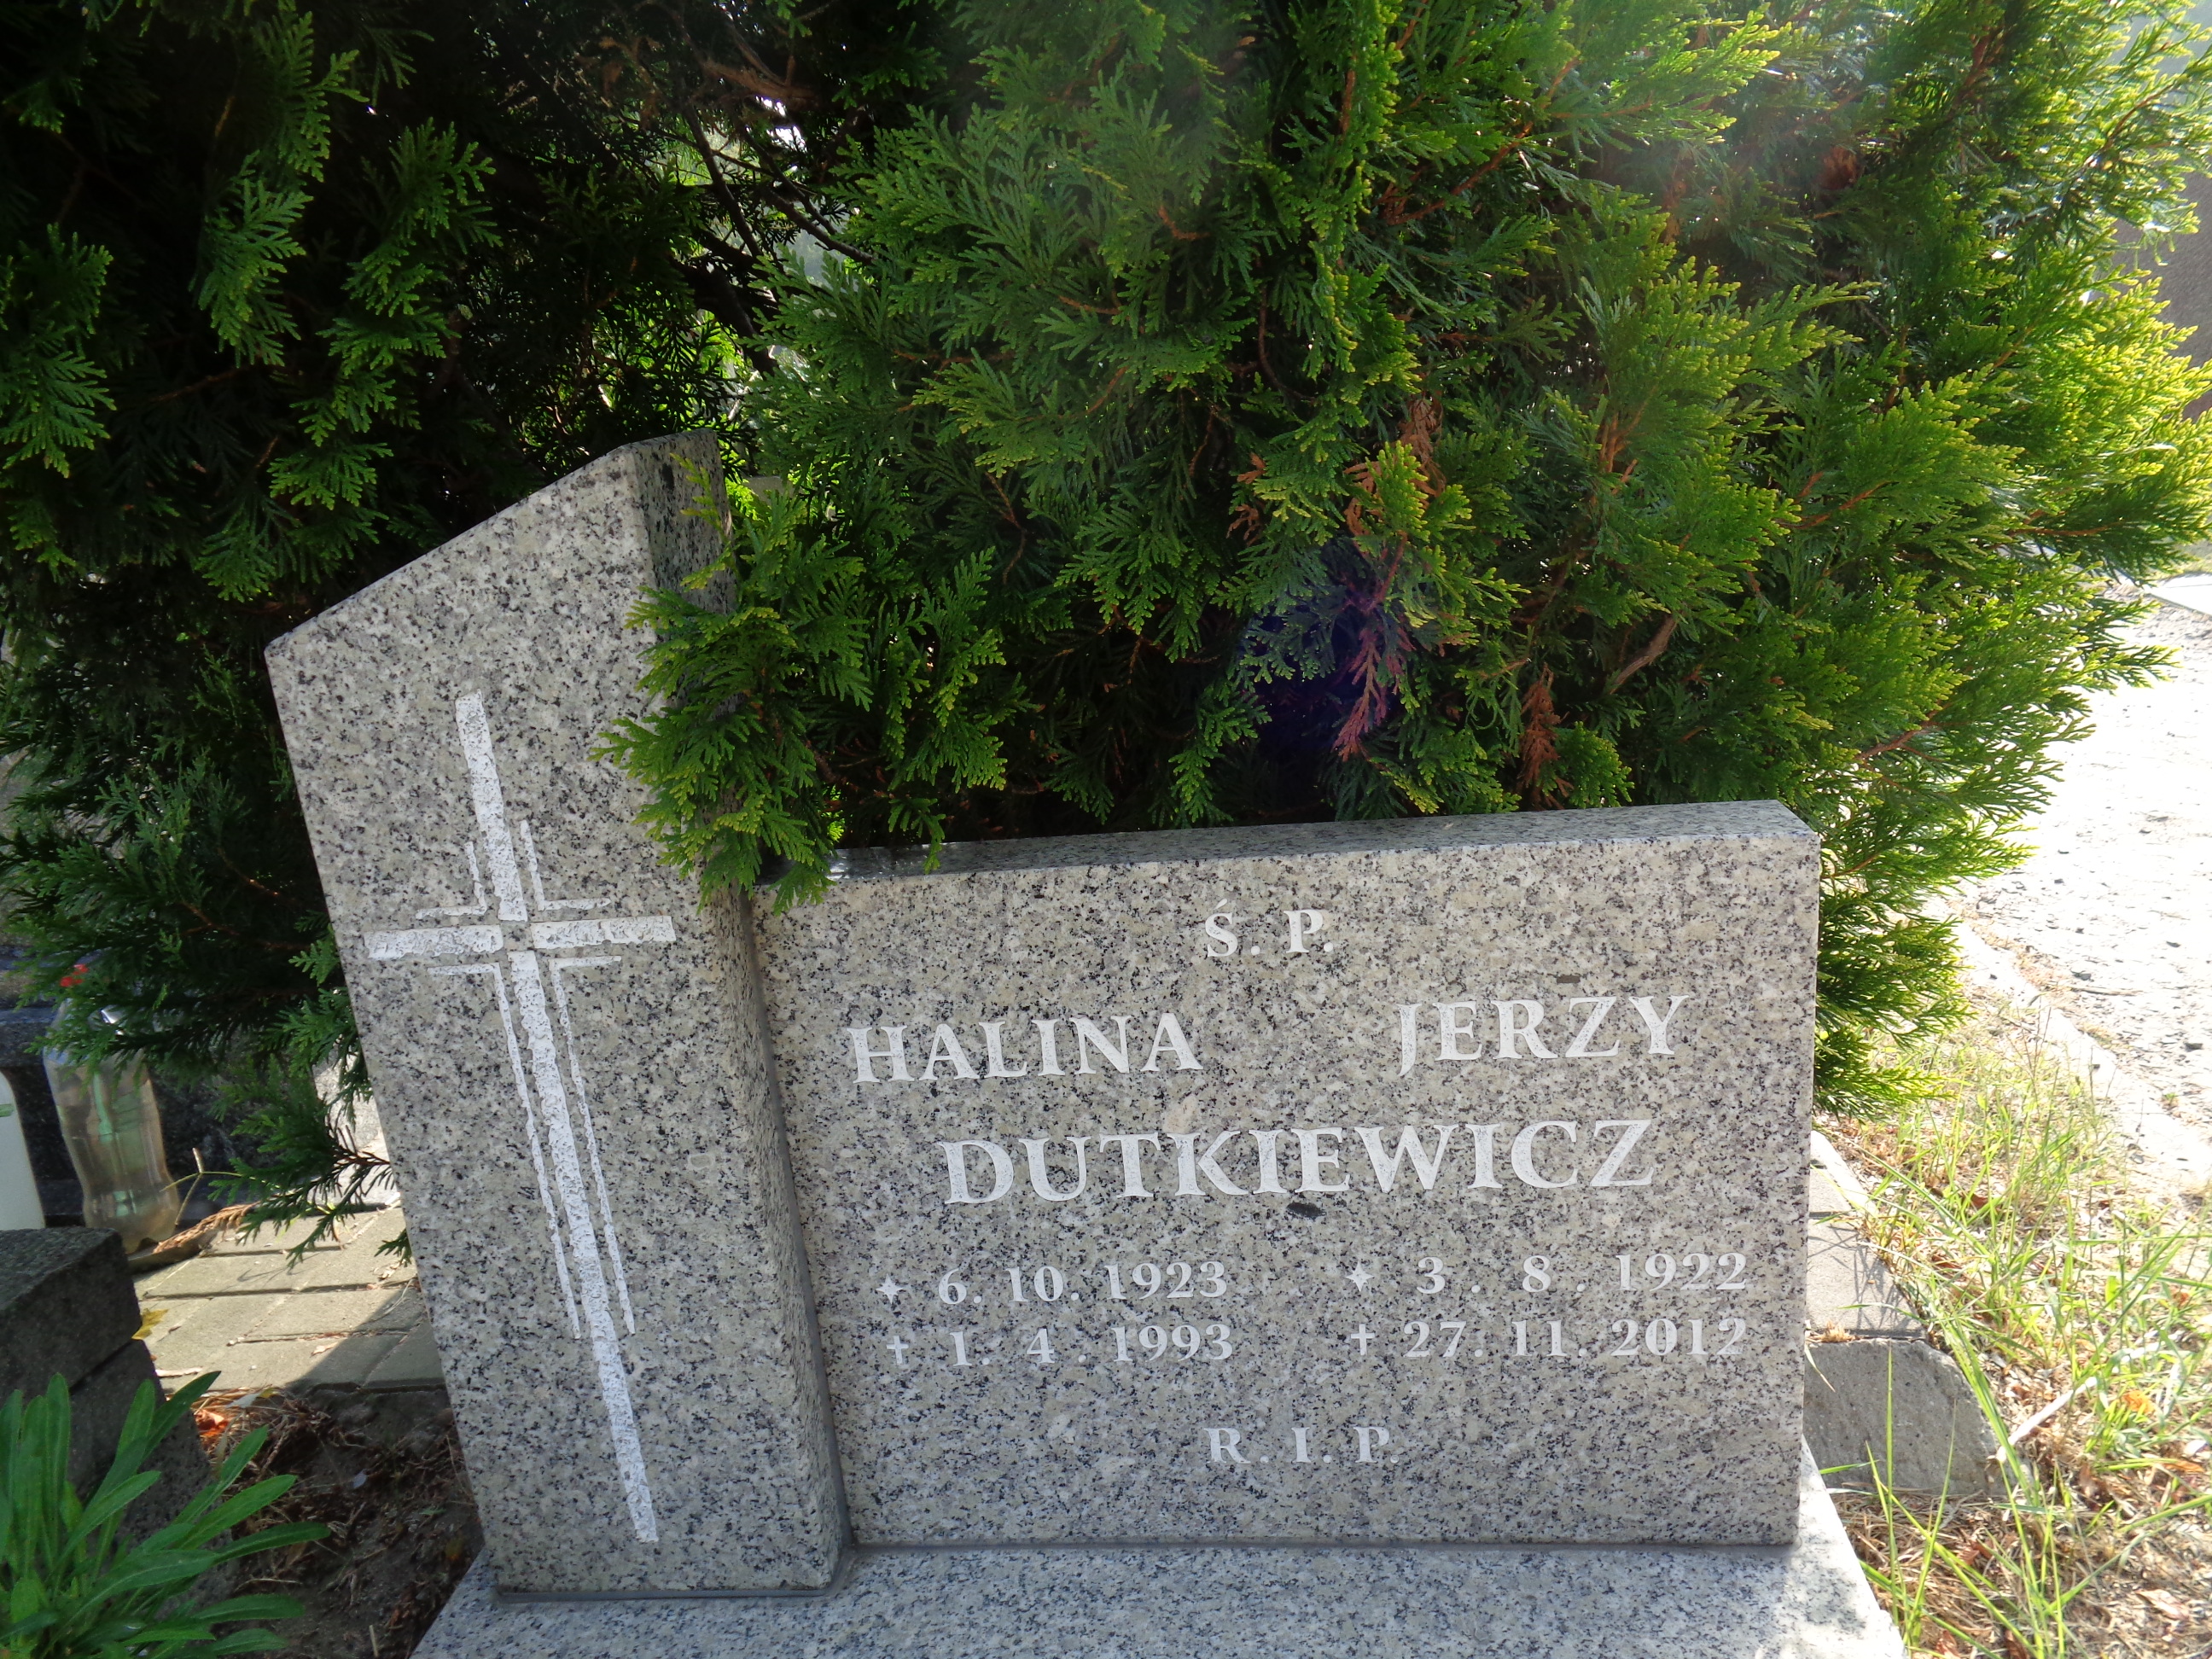 Ś. P.
HALINA JERZY
DUTKIEWICZ
✦ 6. 10. 1923 ✦ 3. 8. 1922
✝ 1. 4. 1993 ✝ 27. 11. 2012
R. I. P.